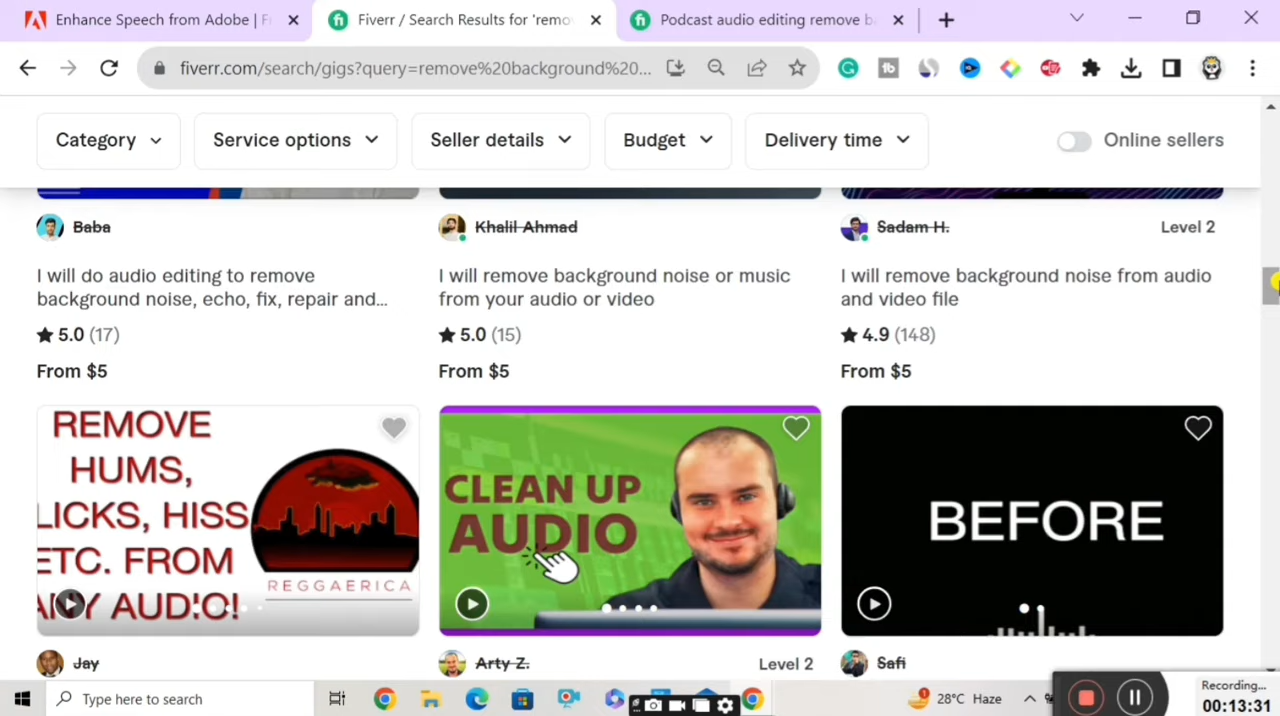 Enhance Speech from Adobe | F
Fiverr / Search Results for 'remo
Podcast audio editing remove b
fiverr.com/search/gigs?query=remove%20background%20...
Category
Service options
Seller details
Budget
Delivery time
Online sellers
Baba
Khalil Ahmad
Sadam H.
Level 2
I will do audio editing to remove
background noise, echo, fix, repair and...
I will remove background noise or music
from your audio or video
I will remove background noise from audio
and video file
5.0 (17)
5.0 (15)
4.9 (148)
From $5
From $5
From $5
REMOVE
HUMS,
LICKS, HISS
ETC. FROM
ANY AUDIO!
REGGAERICA
CLEAN UP
AUDIO
BEFORE
Jay
Arty Z.
Level 2
Safi
Type here to search
28°C Haze
Recording...
00:13:31